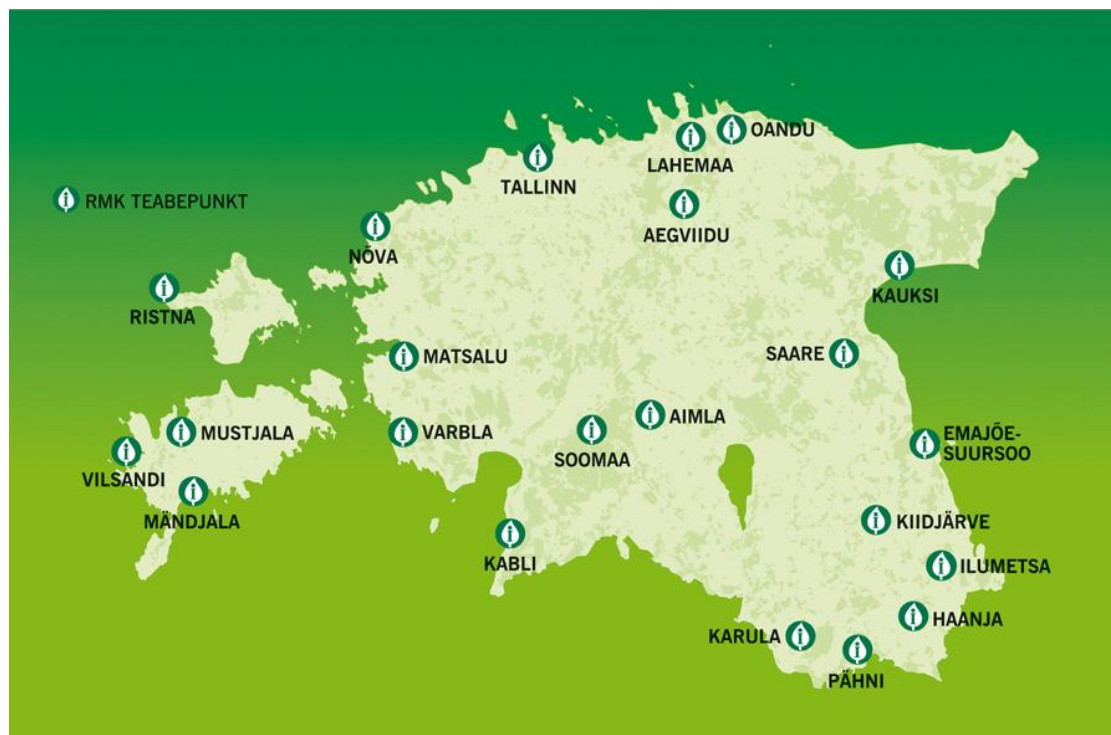 OANDU
LAHEMAA
TALLINN
RMK TEABEPUNKT
AEGVIIDU
NÕVA
KAUKSI
RISTNA
MATSALU
SAARE
AIMLA
MUSTJALA
VARBLA
EMAJÕE-
SUURSOO
SOOMAA
VILSANDI
MÄNDJALA
KIIDJÄRVE
KABLI
ILUMETSA
HAANJA
KARULA
PÄHNI